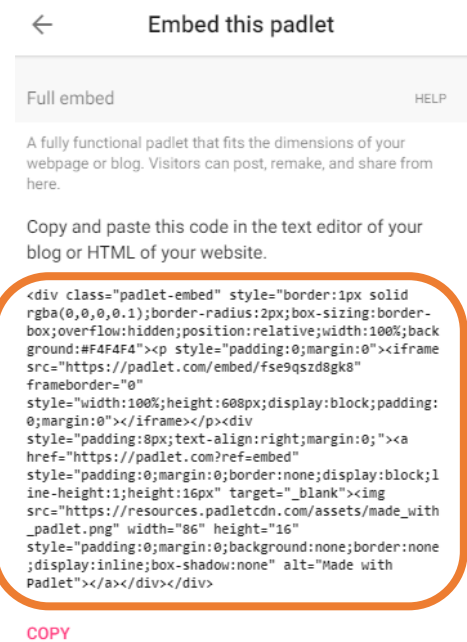 Embed this padlet
Full embed
HELP
A fully functional padlet that fits the dimensions of your
webpage or blog. Visitors can post, remake, and share from
here.
Copy and paste this code in the text editor of your
blog or HTML of your website.
<div class="padlet-embed" style="border:1px solid
rgba(0,0,0,0.1);border-radius:2px;box-sizing:border-
box;overflow:hidden;position:relative;width:100%;back
ground:#F4F4F4"><p style="padding:0;margin:0"><iframe
src="https://padlet.com/embed/fse9qszd8gk8"
frameborder="0"
style="width:100%;height:608px;display:block;padding:
0;margin:0"></iframe></p><div
style="padding:8px;text-align:right;margin:0;"><a
href="https://padlet.com?ref=embed"
style="padding:0;margin:0;border:none;display:block;l
ine-height:1;height:16px" target="_blank"><img
src="https://resources.padletcdn.com/assets/made_with
_padlet.png" width="86" height="16"
style="padding:0;margin:0;background:none;border:none
;display:inline;box-shadow:none" alt="Made with
Padlet"></a></div></div>
COPY